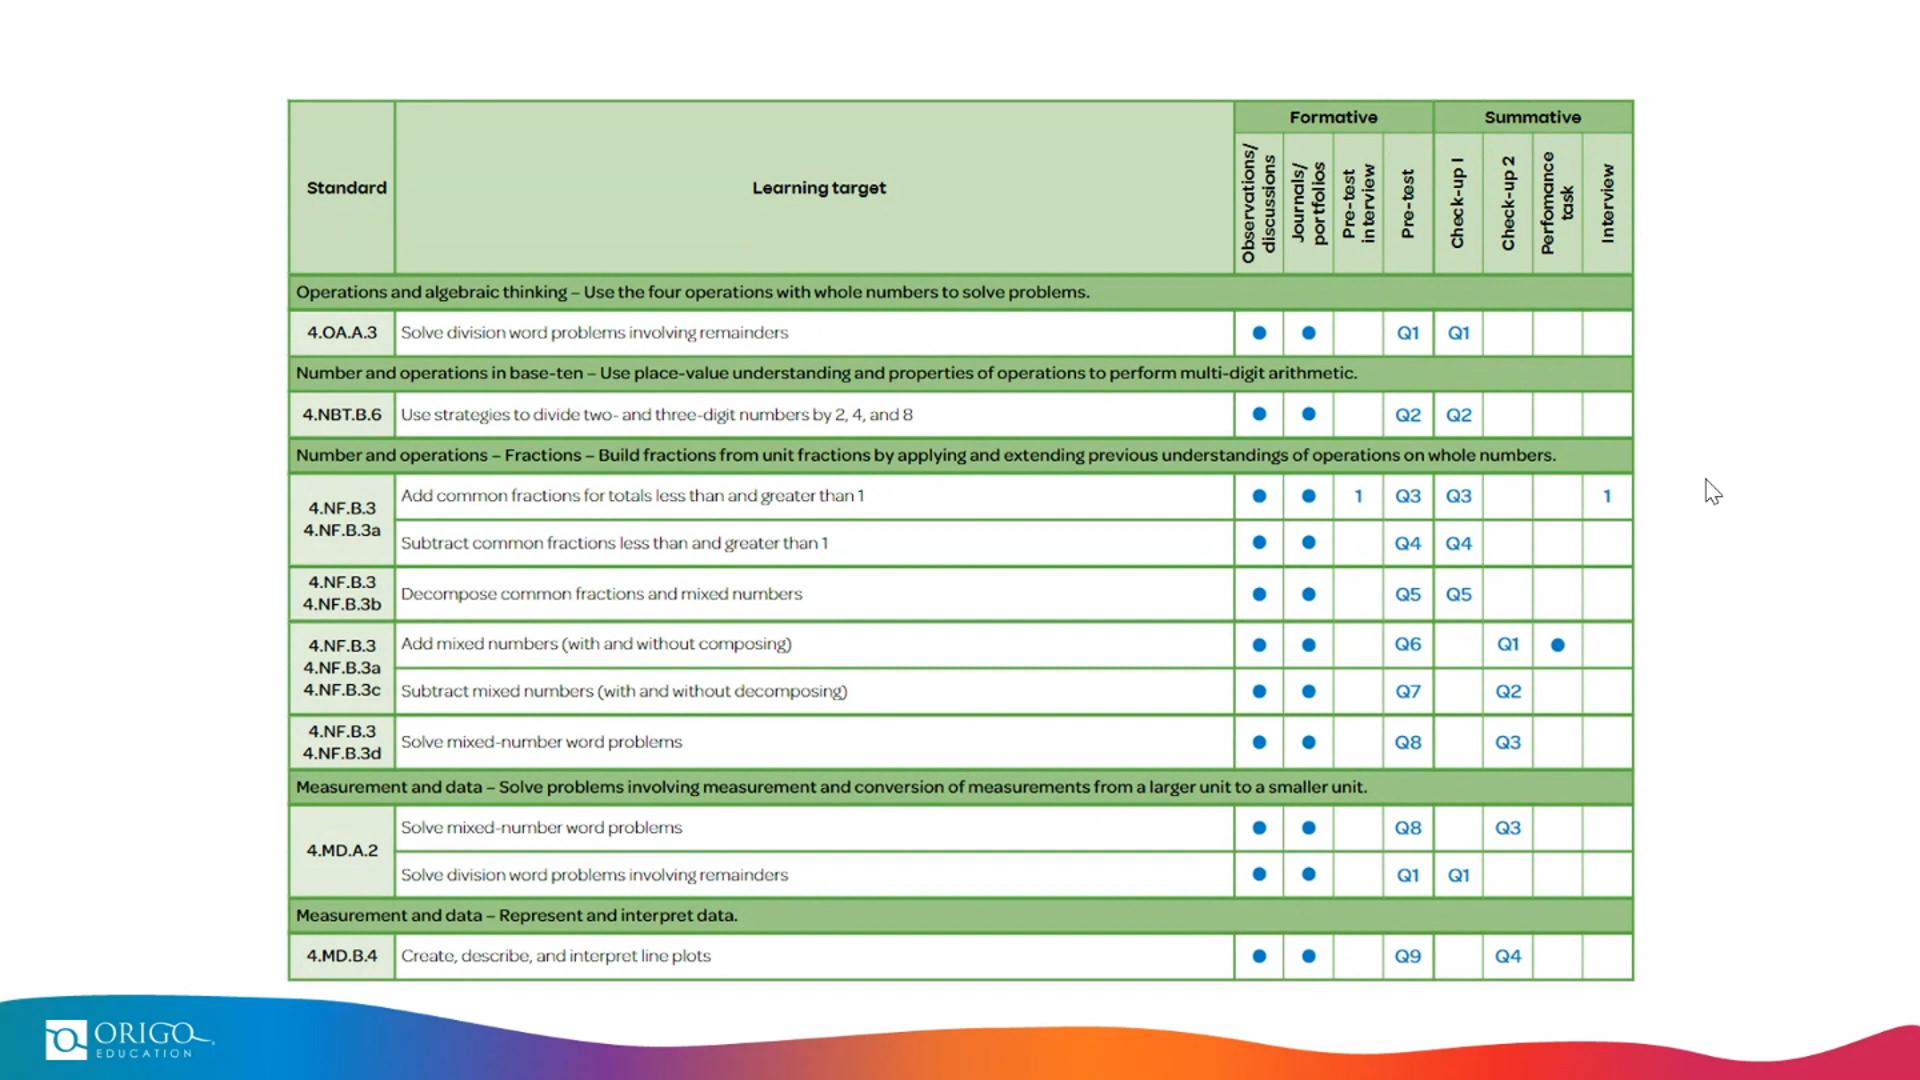 Standard
Learning target
Formative
Summative
Observations/
discussions
Journals/
portfolios
Pre-test
interview
Pre-test
Check-up 1
Check-up 2
Perfomance
task
Interview
Operations and algebraic thinking – Use the four operations with whole numbers to solve problems.
4.OA.A.3 Solve division word problems involving remainders ● ● Q1 Q1
Number and operations in base-ten – Use place-value understanding and properties of operations to perform multi-digit arithmetic.
4.NBT.B.6 Use strategies to divide two- and three-digit numbers by 2, 4, and 8 ● ● Q2 Q2
Number and operations – Fractions – Build fractions from unit fractions by applying and extending previous understandings of operations on whole numbers.
4.NF.B.3
4.NF.B.3a
Add common fractions for totals less than and greater than 1 ● ● 1 Q3 Q3 1
Subtract common fractions less than and greater than 1 ● ● Q4 Q4
4.NF.B.3
4.NF.B.3b
Decompose common fractions and mixed numbers ● ● Q5 Q5
4.NF.B.3
4.NF.B.3a
4.NF.B.3c
Add mixed numbers (with and without composing) ● ● Q6 Q1 ●
Subtract mixed numbers (with and without decomposing) ● ● Q7 Q2
4.NF.B.3
4.NF.B.3d
Solve mixed-number word problems ● ● Q8 Q3
Measurement and data – Solve problems involving measurement and conversion of measurements from a larger unit to a smaller unit.
4.MD.A.2
Solve mixed-number word problems ● ● Q8 Q3
Solve division word problems involving remainders ● ● Q1 Q1
Measurement and data – Represent and interpret data.
4.MD.B.4 Create, describe, and interpret line plots ● ● Q9 Q4
ORIGO
EDUCATION